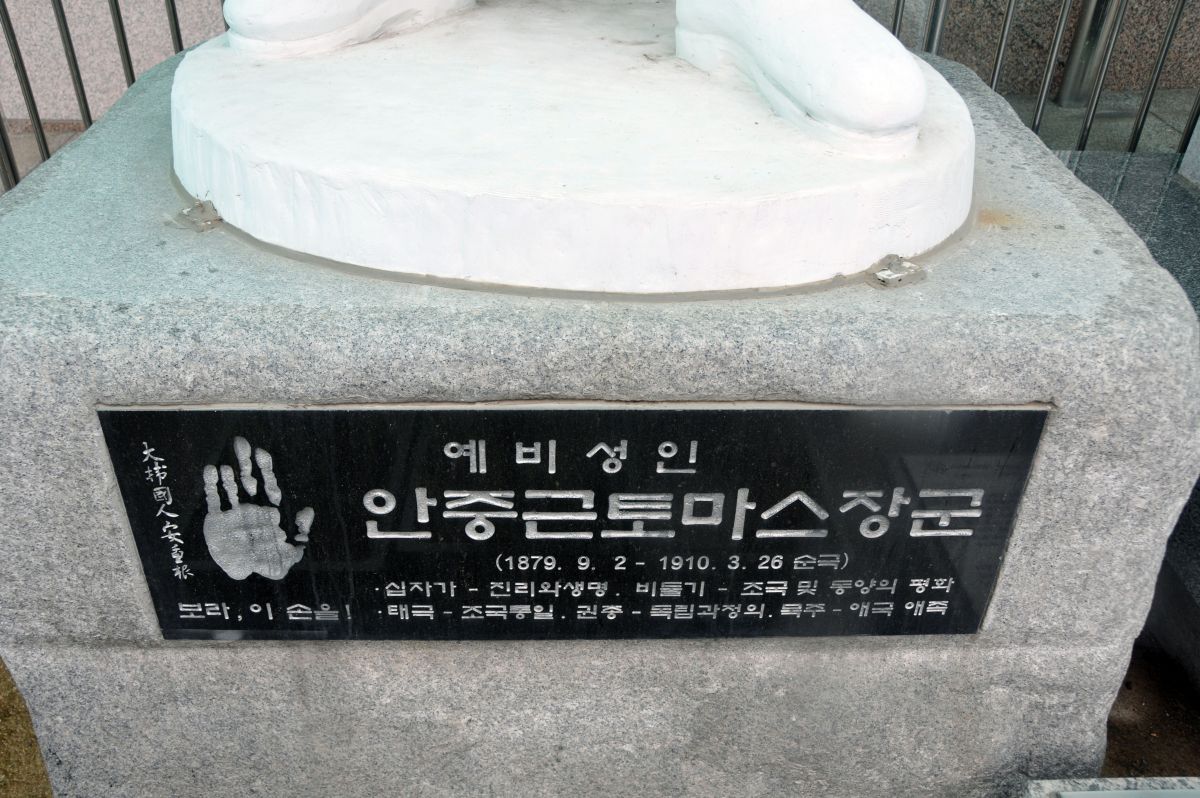 大韓國人 安重根
보라, 이 손을!
예비성인
안중근토마스장군
(1879. 9. 2 - 1910. 3. 26 순국)
·십자가 - 진리와생명. 비둘기 - 조국 및 동양의 평화
·태극 - 조국통일. 권총 - 독립과정의. 묵주 - 애국 애족